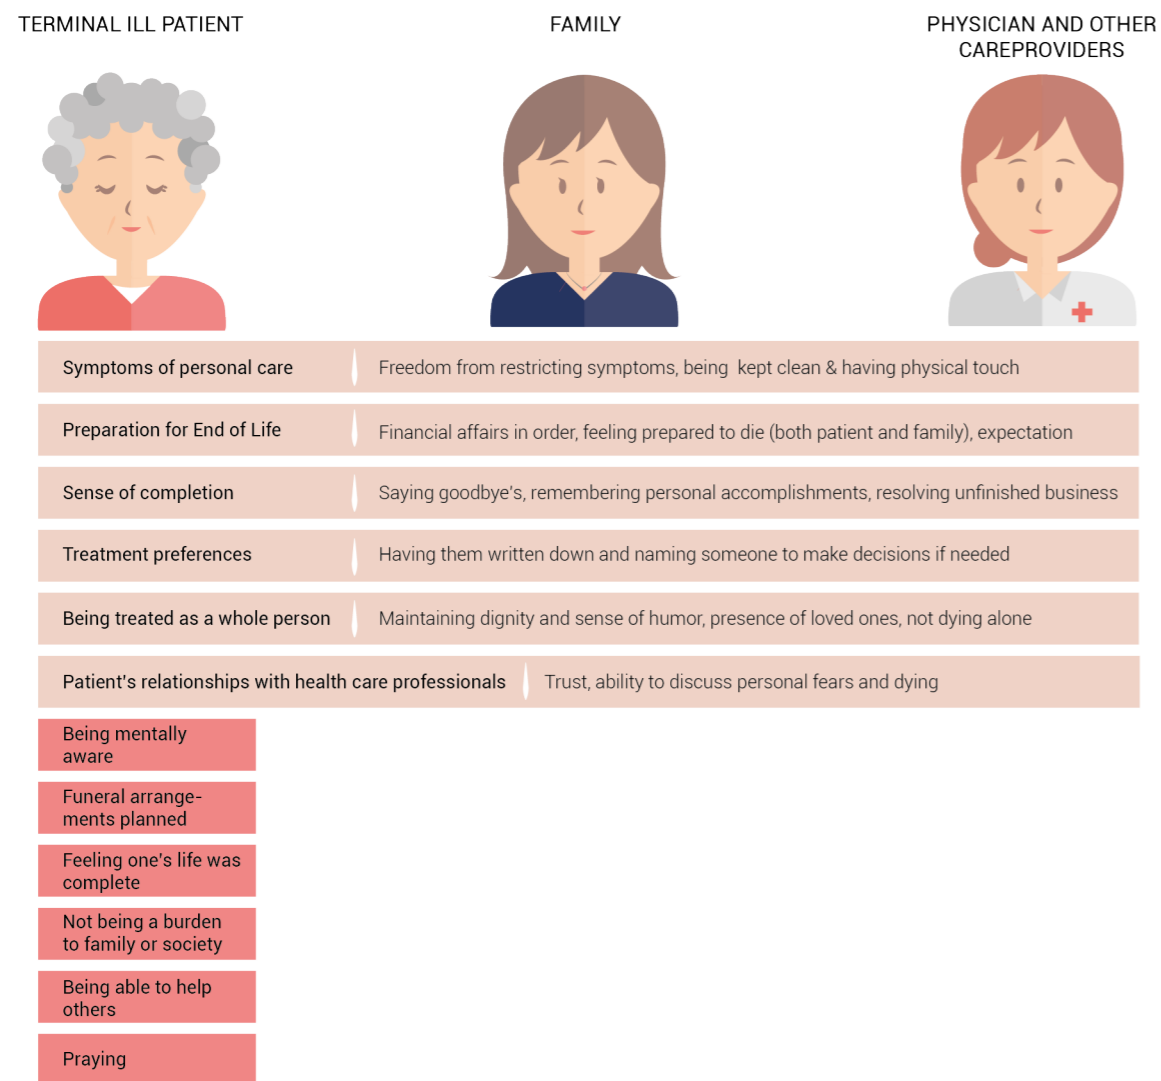 TERMINAL ILL PATIENT
FAMILY
PHYSICIAN AND OTHER
CAREPROVIDERS
Symptoms of personal care
Freedom from restricting symptoms, being kept clean & having physical touch
Preparation for End of Life
Financial affairs in order, feeling prepared to die (both patient and family), expectation
Sense of completion
Saying goodbye's, remembering personal accomplishments, resolving unfinished business
Treatment preferences
Having them written down and naming someone to make decisions if needed
Being treated as a whole person
Maintaining dignity and sense of humor, presence of loved ones, not dying alone
Patient's relationships with health care professionals
Trust, ability to discuss personal fears and dying
Being mentally
aware
Funeral arrange-
ments planned
Feeling one's life was
complete
Not being a burden
to family or society
Being able to help
others
Praying